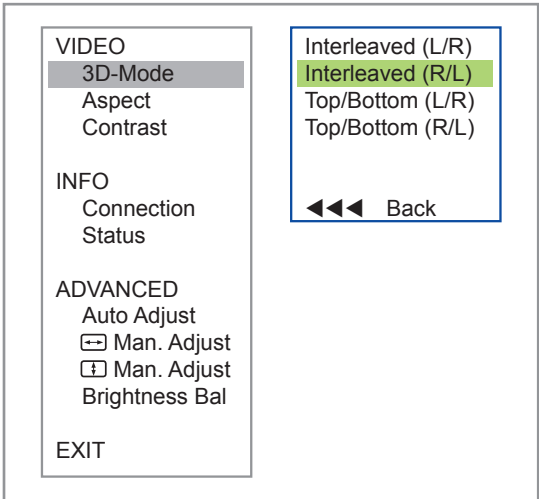 VIDEO
3D-Mode
Aspect
Contrast
INFO
Connection
Status
ADVANCED
Auto Adjust
Man. Adjust
Man. Adjust
Brightness Bal
EXIT
Interleaved (L/R)
Interleaved (R/L)
Top/Bottom (L/R)
Top/Bottom (R/L)
Back